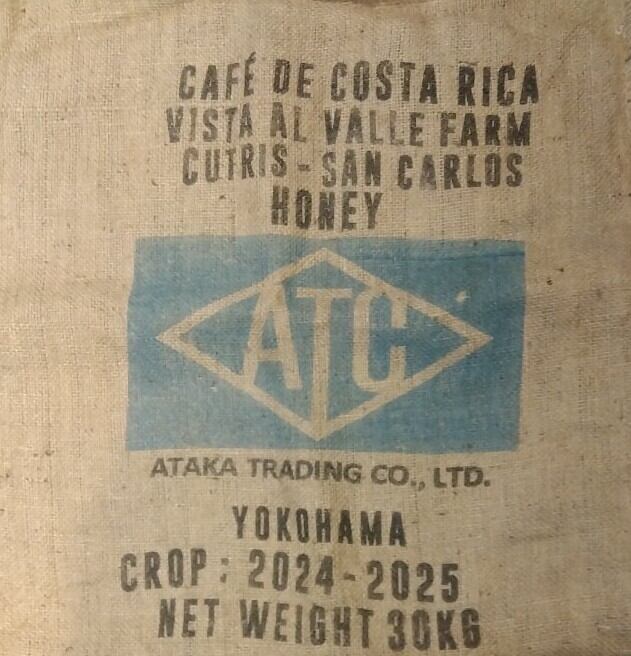 CAFÉ DE COSTA RICA
VISTA AL VALLE FARM
CUTRIS - SAN CARLOS
HONEY
ATC
ATAKA TRADING CO., LTD.
YOKOHAMA
CROP : 2024 - 2025
NET WEIGHT 30KG